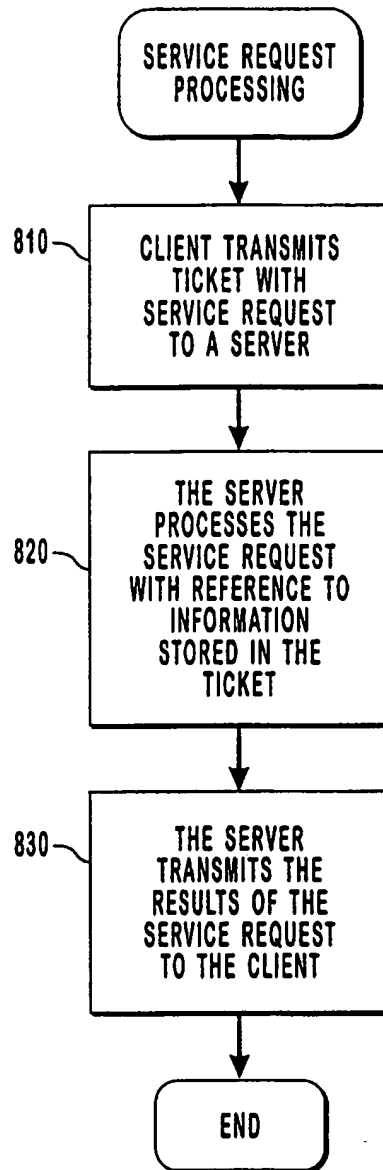 SERVICE REQUEST
PROCESSING
810
CLIENT TRANSMITS
TICKET WITH
SERVICE REQUEST
TO A SERVER
820
THE SERVER
PROCESSES THE
SERVICE REQUEST
WITH REFERENCE TO
INFORMATION
STORED IN THE
TICKET
830
THE SERVER
TRANSMITS THE
RESULTS OF THE
SERVICE REQUEST
TO THE CLIENT
END